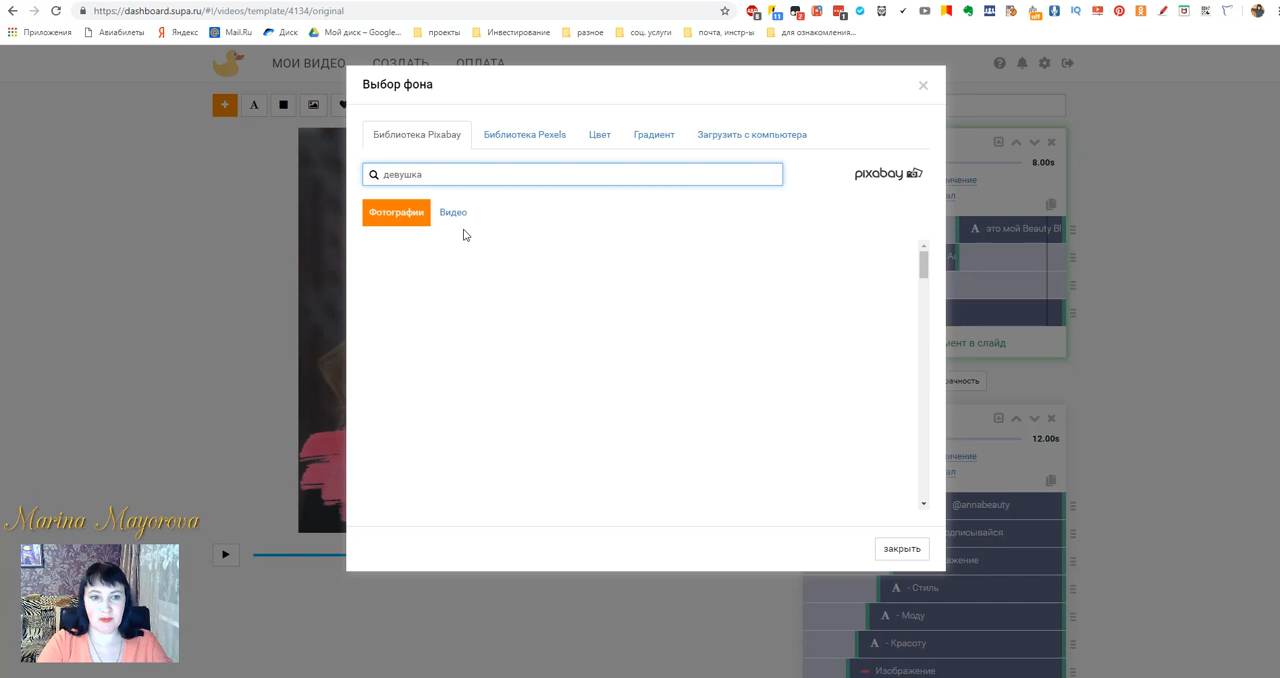 https://dashboard.supa.ru/#!/videos/template/4134/original
Приложения Авиабилеты Яндекс Mail.Ru Диск Мой диск – Google... проекты Инвестирование разное соц. услуги почта, инстр-ы для ознакомления...
МОИ ВИДЕО СОЗДАТЬ ОПЛАТА
Выбор фона
Библиотека Pixabay Библиотека Pexels Цвет Градиент Загрузить с компьютера
девушка
pixabay
Фотографии Видео
8.00s
это мой Beauty Bl
мент в слайд
12.00s
@annabeauty
- Стиль
- Моду
- Красоту
Изображение
закрыть
Marina Mayorova